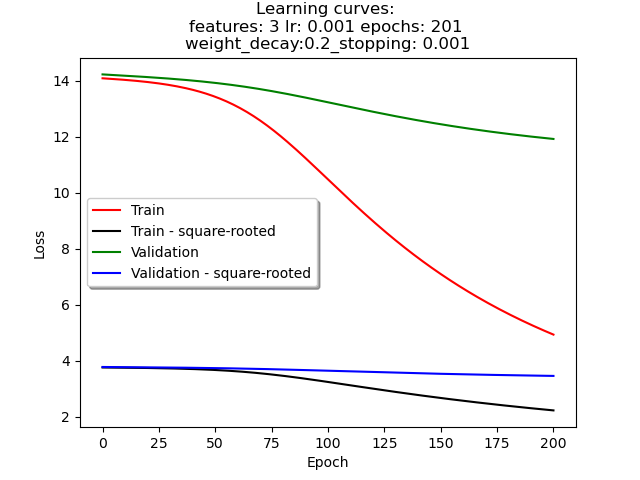 Learning curves:
features: 3 lr: 0.001 epochs: 201
weight_decay:0.2_stopping: 0.001
14
12
10
8
6
4
2
Loss
Train
Train - square-rooted
Validation
Validation - square-rooted
0 25 50 75 100 125 150 175 200
Epoch